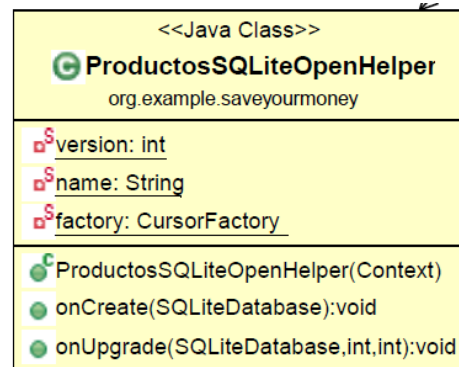 <<Java Class>>
ProductosSQLiteOpenHelper
org.example.saveyourmoney
version: int
name: String
factory: CursorFactory
ProductosSQLiteOpenHelper(Context)
onCreate(SQLiteDatabase):void
onUpgrade(SQLiteDatabase,int,int):void